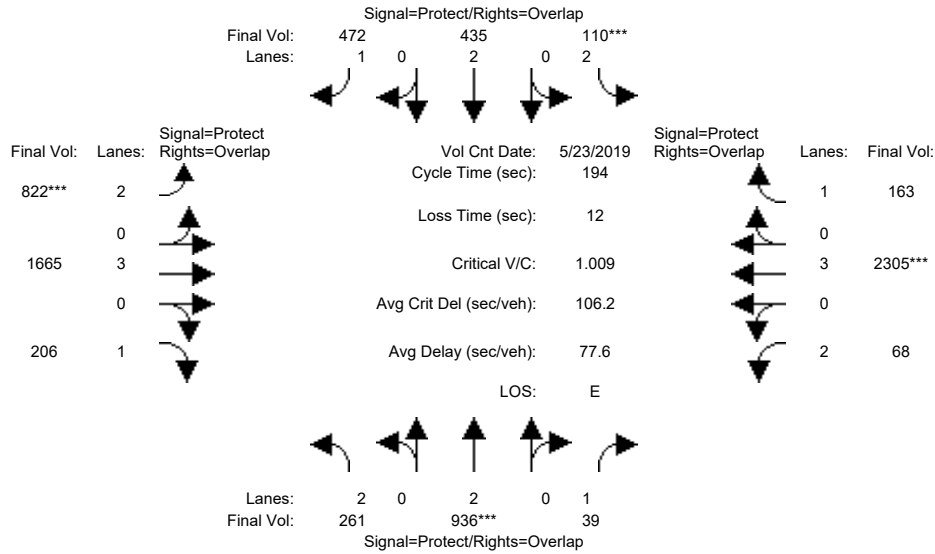 Signal=Protect/Rights=Overlap
Final Vol: 472 435 110***
Lanes: 1 0 2 0 2
Signal=Protect Signal=Protect
Final Vol: Lanes: Rights=Overlap Vol Cnt Date: 5/23/2019 Rights=Overlap Lanes: Final Vol:
Cycle Time (sec): 194
822*** 2 1 163
Loss Time (sec): 12
0 0
1665 3 Critical V/C: 1.009 3 2305***
0 Avg Crit Del (sec/veh): 106.2 0
206 1 Avg Delay (sec/veh): 77.6 2 68
LOS: E
Lanes: 2 0 2 0 1
Final Vol: 261 936*** 39
Signal=Protect/Rights=Overlap